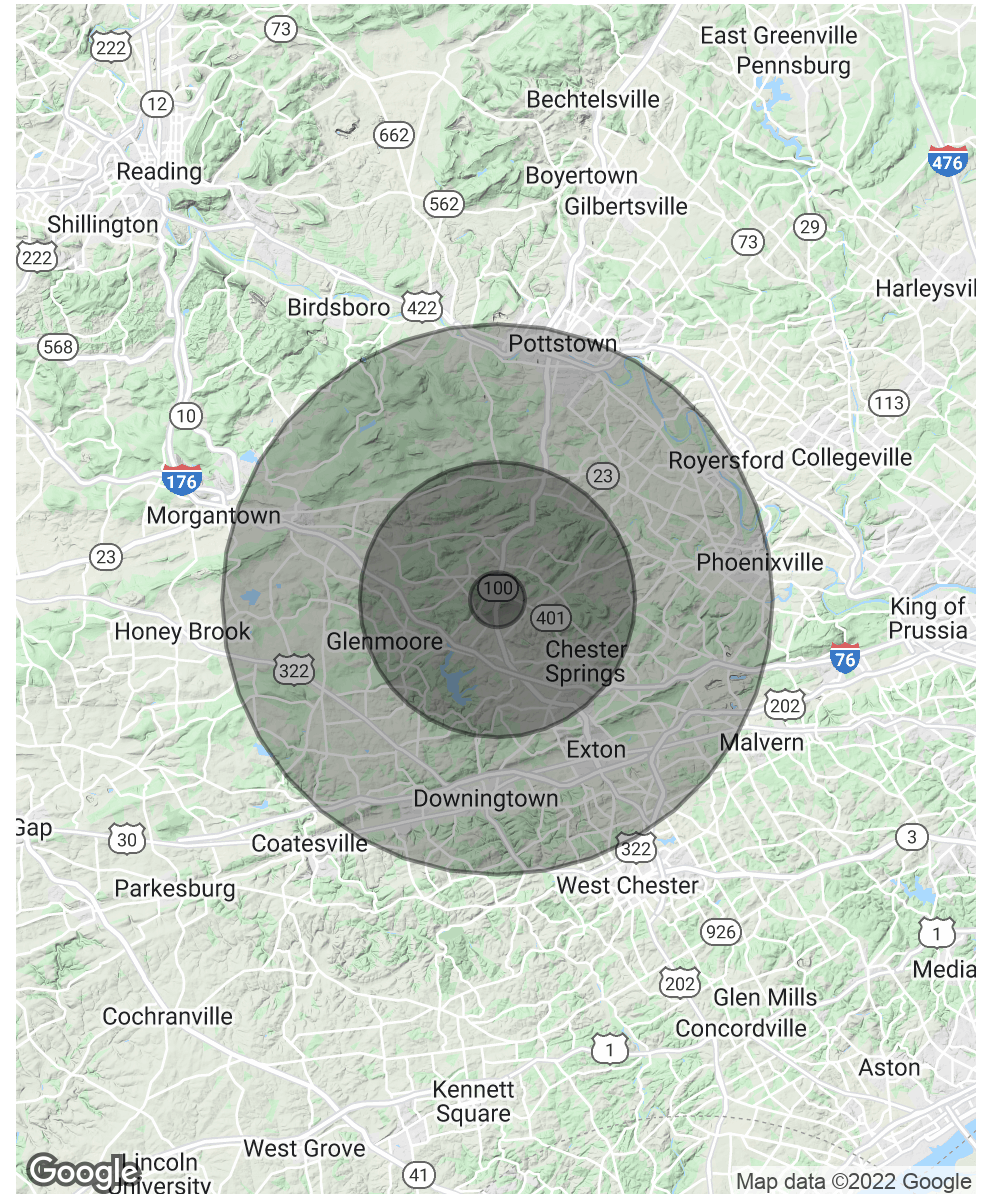 73
East Greenville
222
Pennsburg
Bechtelsville
12
662
476
Reading
Boyertown
562
Gilbertsville
Shillington
29
73
222
Harleysvil
Birdsboro
422
Pottstown
568
113
10
Royersford
Collegeville
23
176
Morgantown
23
Phoenixville
100
King of
Prussia
401
Honey Brook
Glenmoore
Chester
Springs
322
76
202
Malvern
Exton
Downingtown
Gap
30
3
Coatesville
322
Parkesburg
West Chester
926
1
Media
202
Glen Mills
Cochranville
Concordville
1
Aston
Kennett
Square
West Grove
Lincoln
University
41
Google
Map data ©2022 Google